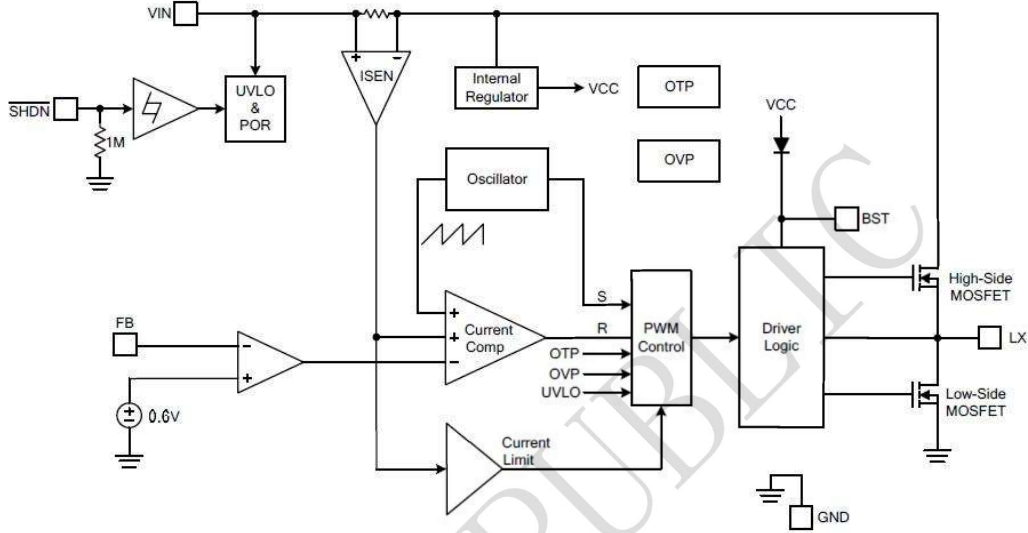 VIN
ISEN
SHDN
1M
UVLO
&
POR
Internal
Regulator
VCC
OTP
VCC
OVP
Oscillator
BST
High-Side
MOSFET
S
FB
Current
Comp
R
PWM
Control
Driver
Logic
LX
OTP
OVP
UVLO
0.6V
Low-Side
MOSFET
Current
Limit
GND
PUBLIC